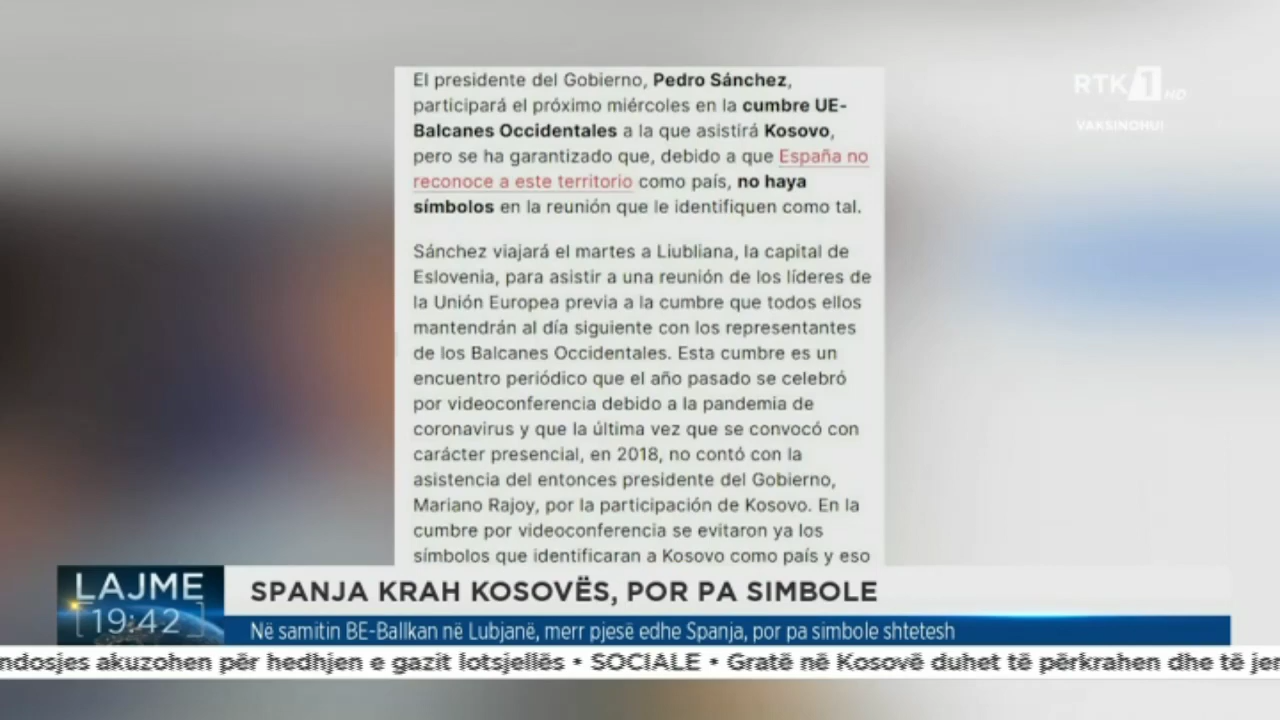 El presidente del Gobierno, Pedro Sánchez,
participará el próximo miércoles en la cumbre UE-
Balcanes Occidentales a la que asistirá Kosovo,
pero se ha garantizado que, debido a que España no
reconoce a este territorio como país, no haya
símbolos en la reunión que le identifiquen como tal.
Sánchez viajará el martes a Liubliana, la capital de
Eslovenia, para asistir a una reunión de los líderes de
la Unión Europea previa a la cumbre que todos ellos
mantendrán al día siguiente con los representantes
de los Balcanes Occidentales. Esta cumbre es un
encuentro periódico que el año pasado se celebró
por videoconferencia debido a la pandemia de
coronavirus y que la última vez que se convocó con
carácter presencial, en 2018, no contó con la
asistencia del entonces presidente del Gobierno,
Mariano Rajoy, por la participación de Kosovo. En la
cumbre por videoconferencia se evitaron ya los
símbolos que identificaran a Kosovo como país y eso
RTK 1 HD
VAKSINOHU!
LAJME
19:42
SPANJA KRAH KOSOVËS, POR PA SIMBOLE
Në samitin BE-Ballkan në Lubjanë, merr pjesë edhe Spanja, por pa simbole shtetesh
ndosjes akuzohen për hedhjen e gazit lotsjellës • SOCIALE • Gratë në Kosovë duhet të përkrahen dhe të jen